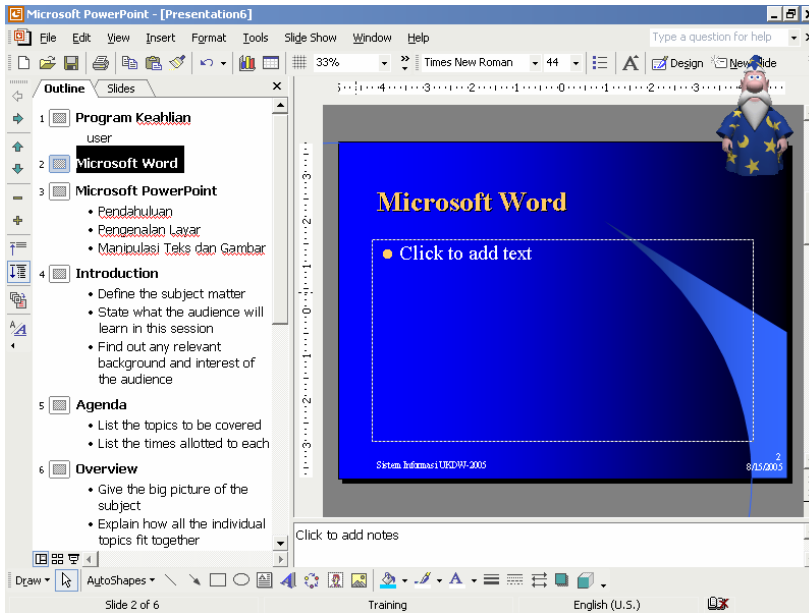 Microsoft PowerPoint - [Presentation6]
File Edit View Insert Format Tools Slide Show Window Help Type a question for help
33% Times New Roman 44 A Design New Slide
Outline Slides
1 Program Keahlian
user
2 Microsoft Word
3 Microsoft PowerPoint
• Pendahuluan
• Pengenalan Layar
• Manipulasi Teks dan Gambar
4 Introduction
• Define the subject matter
• State what the audience will
learn in this session
• Find out any relevant
background and interest of
the audience
5 Agenda
• List the topics to be covered
• List the times allotted to each
6 Overview
• Give the big picture of the
subject
• Explain how all the individual
topics fit together
Microsoft Word
• Click to add text
Sistem Informasi UKDW-2005
2
8/15/2005
Click to add notes
Draw AutoShapes
Slide 2 of 6 Training English (U.S.)